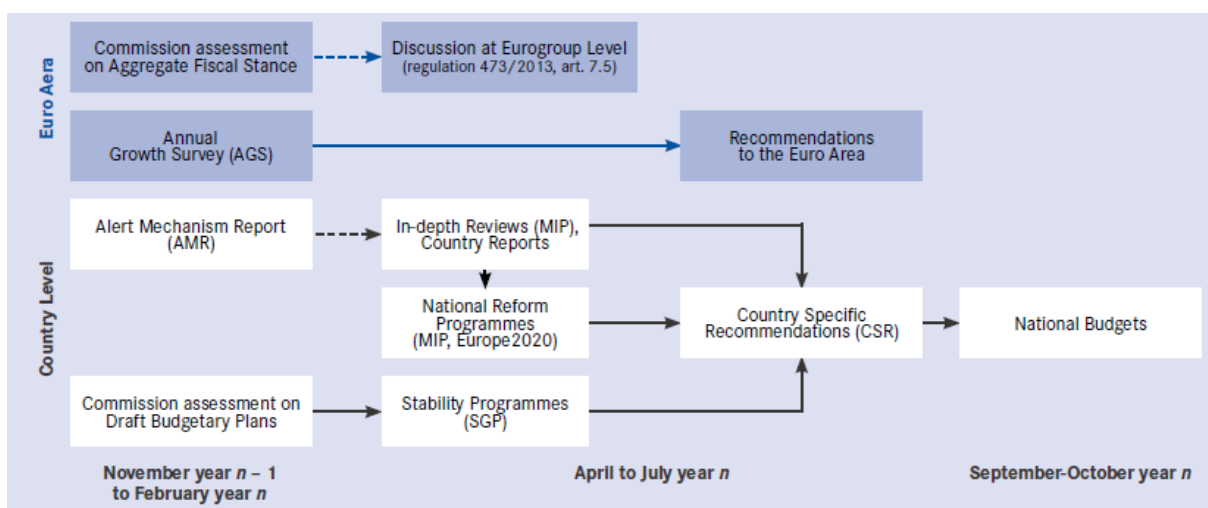 Euro Aera
Commission assessment
on Aggregate Fiscal Stance
Discussion at Eurogroup Level
(regulation 473/2013, art. 7.5)
Annual
Growth Survey (AGS)
Recommendations
to the Euro Area
Country Level
Alert Mechanism Report
(AMR)
In-depth Reviews (MIP),
Country Reports
National Reform
Programmes
(MIP, Europe2020)
Country Specific
Recommendations (CSR)
National Budgets
Commission assessment on
Draft Budgetary Plans
Stability Programmes
(SGP)
November year n – 1
to February year n
April to July year n
September-October year n